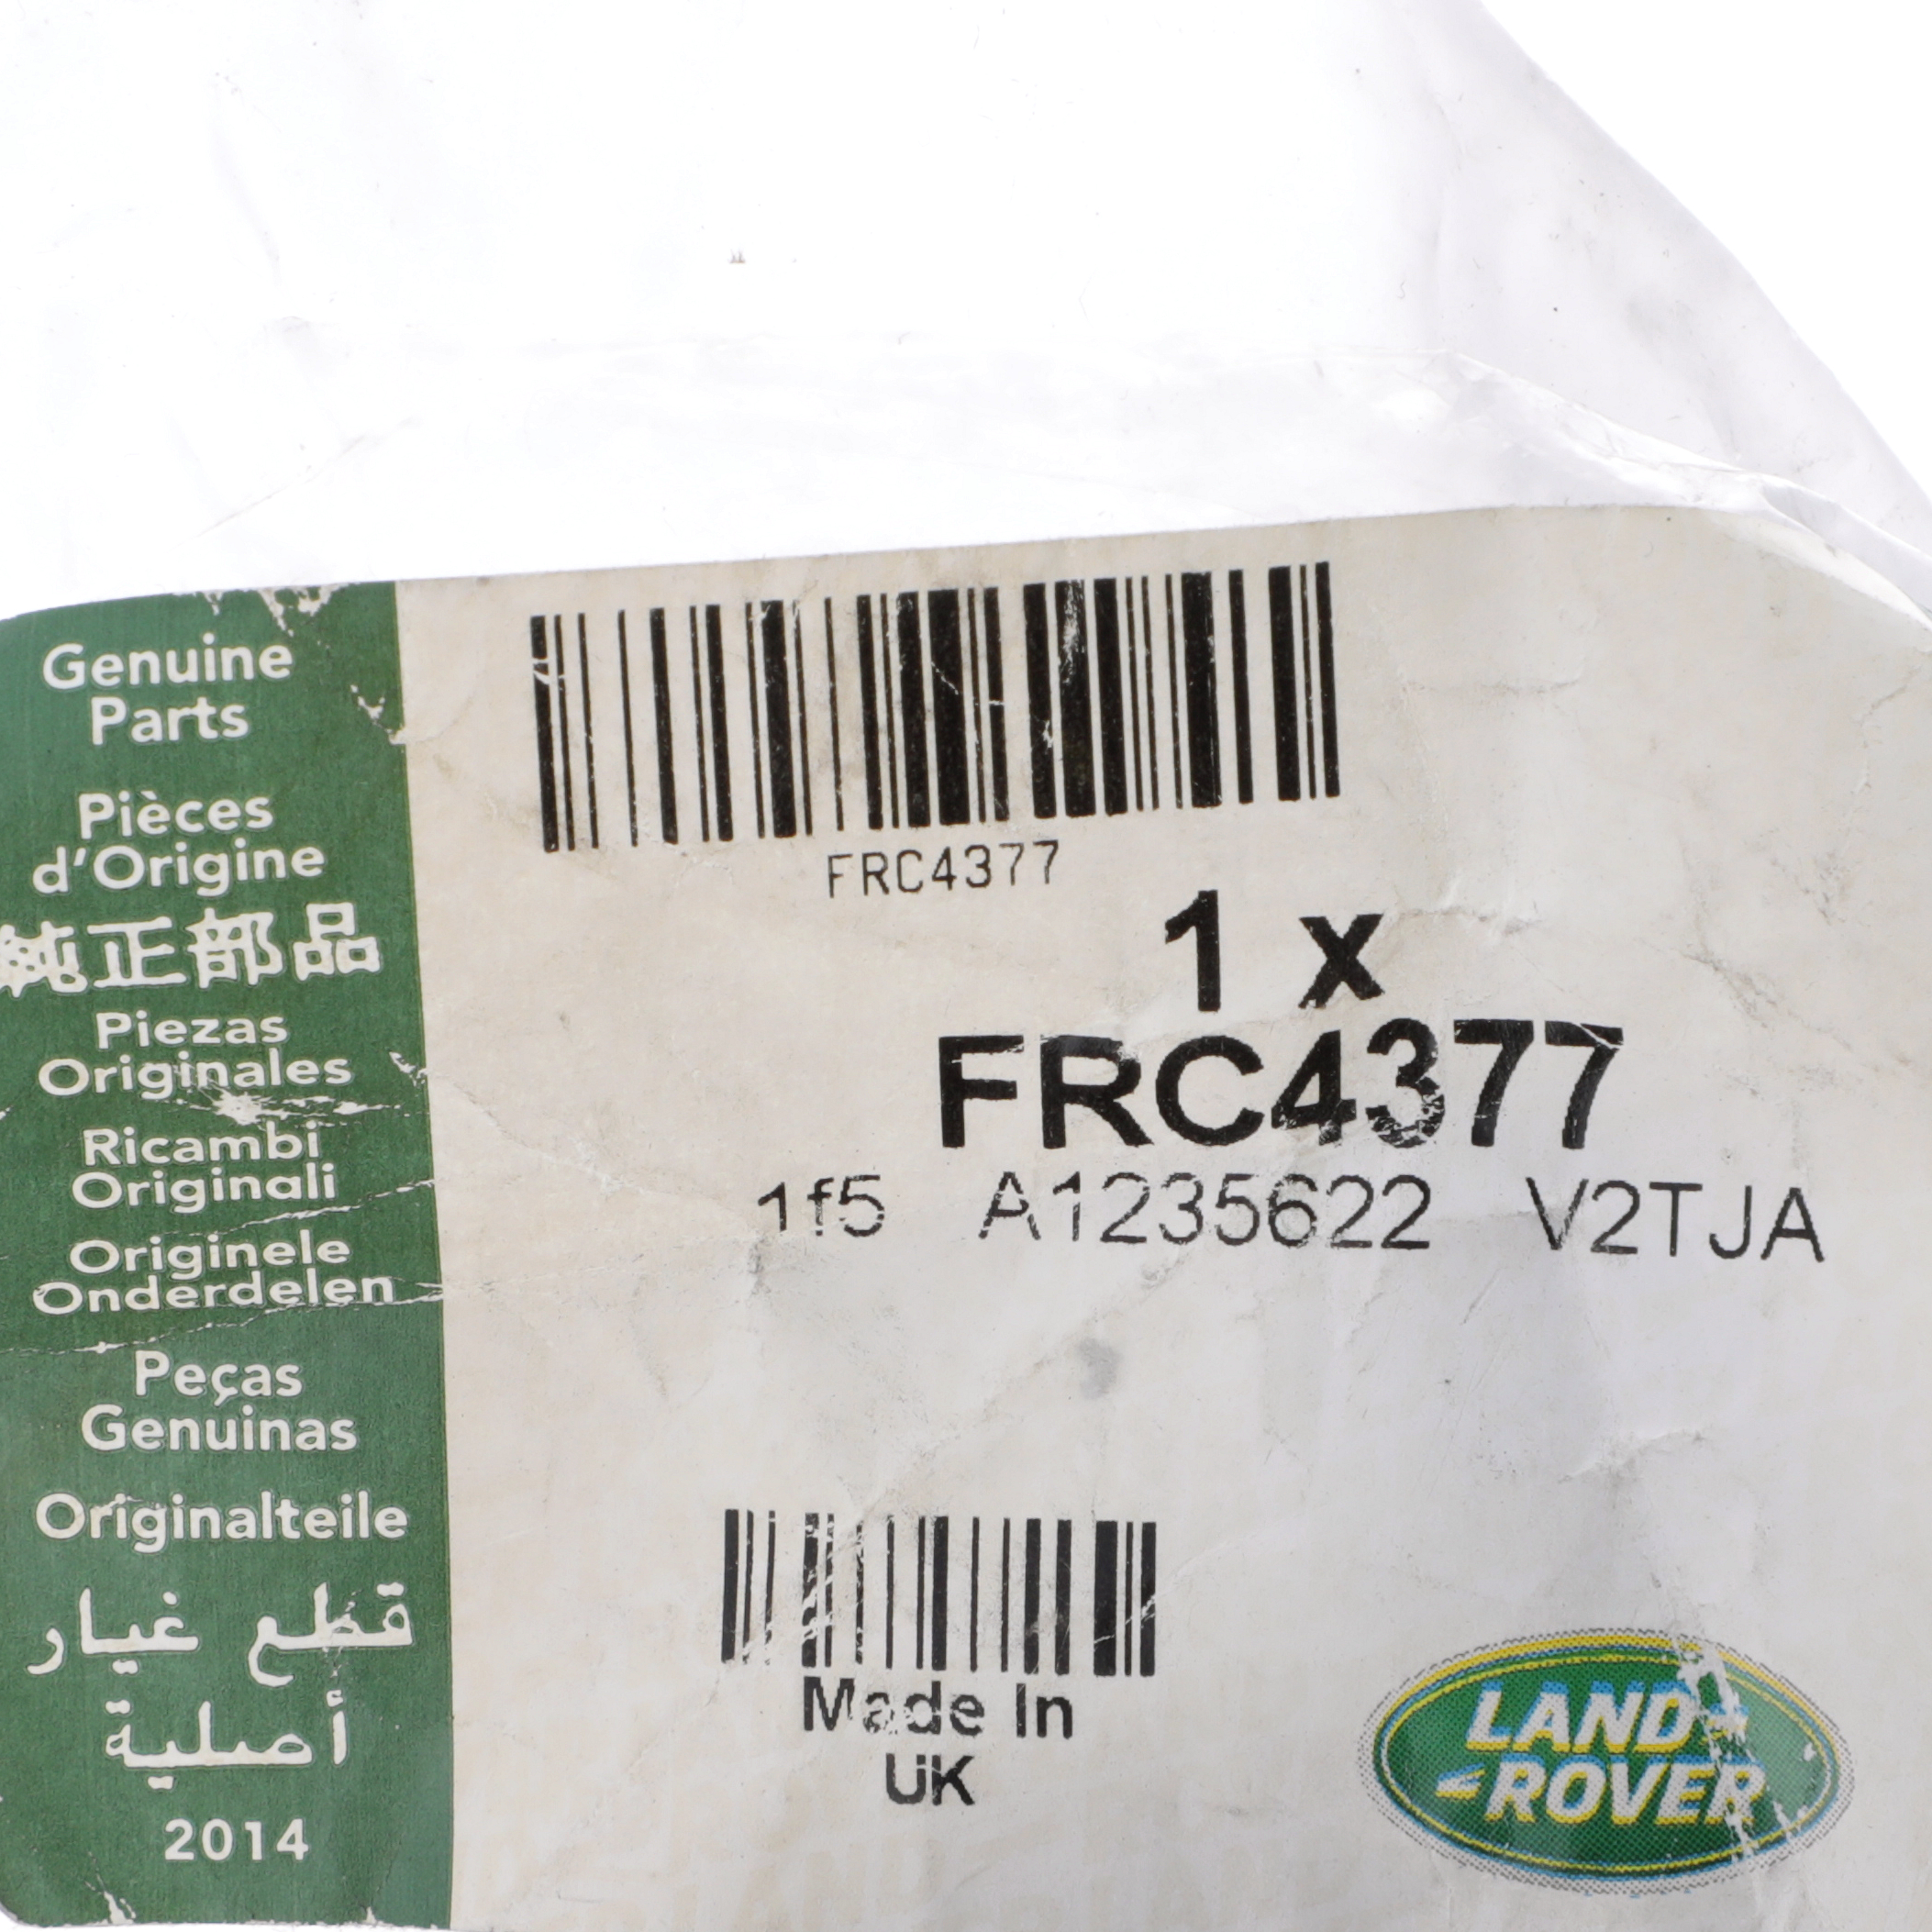 Genuine
Parts
Pièces
d'Origine
純正部品
Piezas
Originales
Ricambi
Originali
Originele
Onderdelen
Peças
Genuinas
Originalteile
قطع غيار
أصلية
2014
FRC4377
1 x
FRC4377
1f5 A1235622 V2TJA
Made In
UK
LAND
ROVER